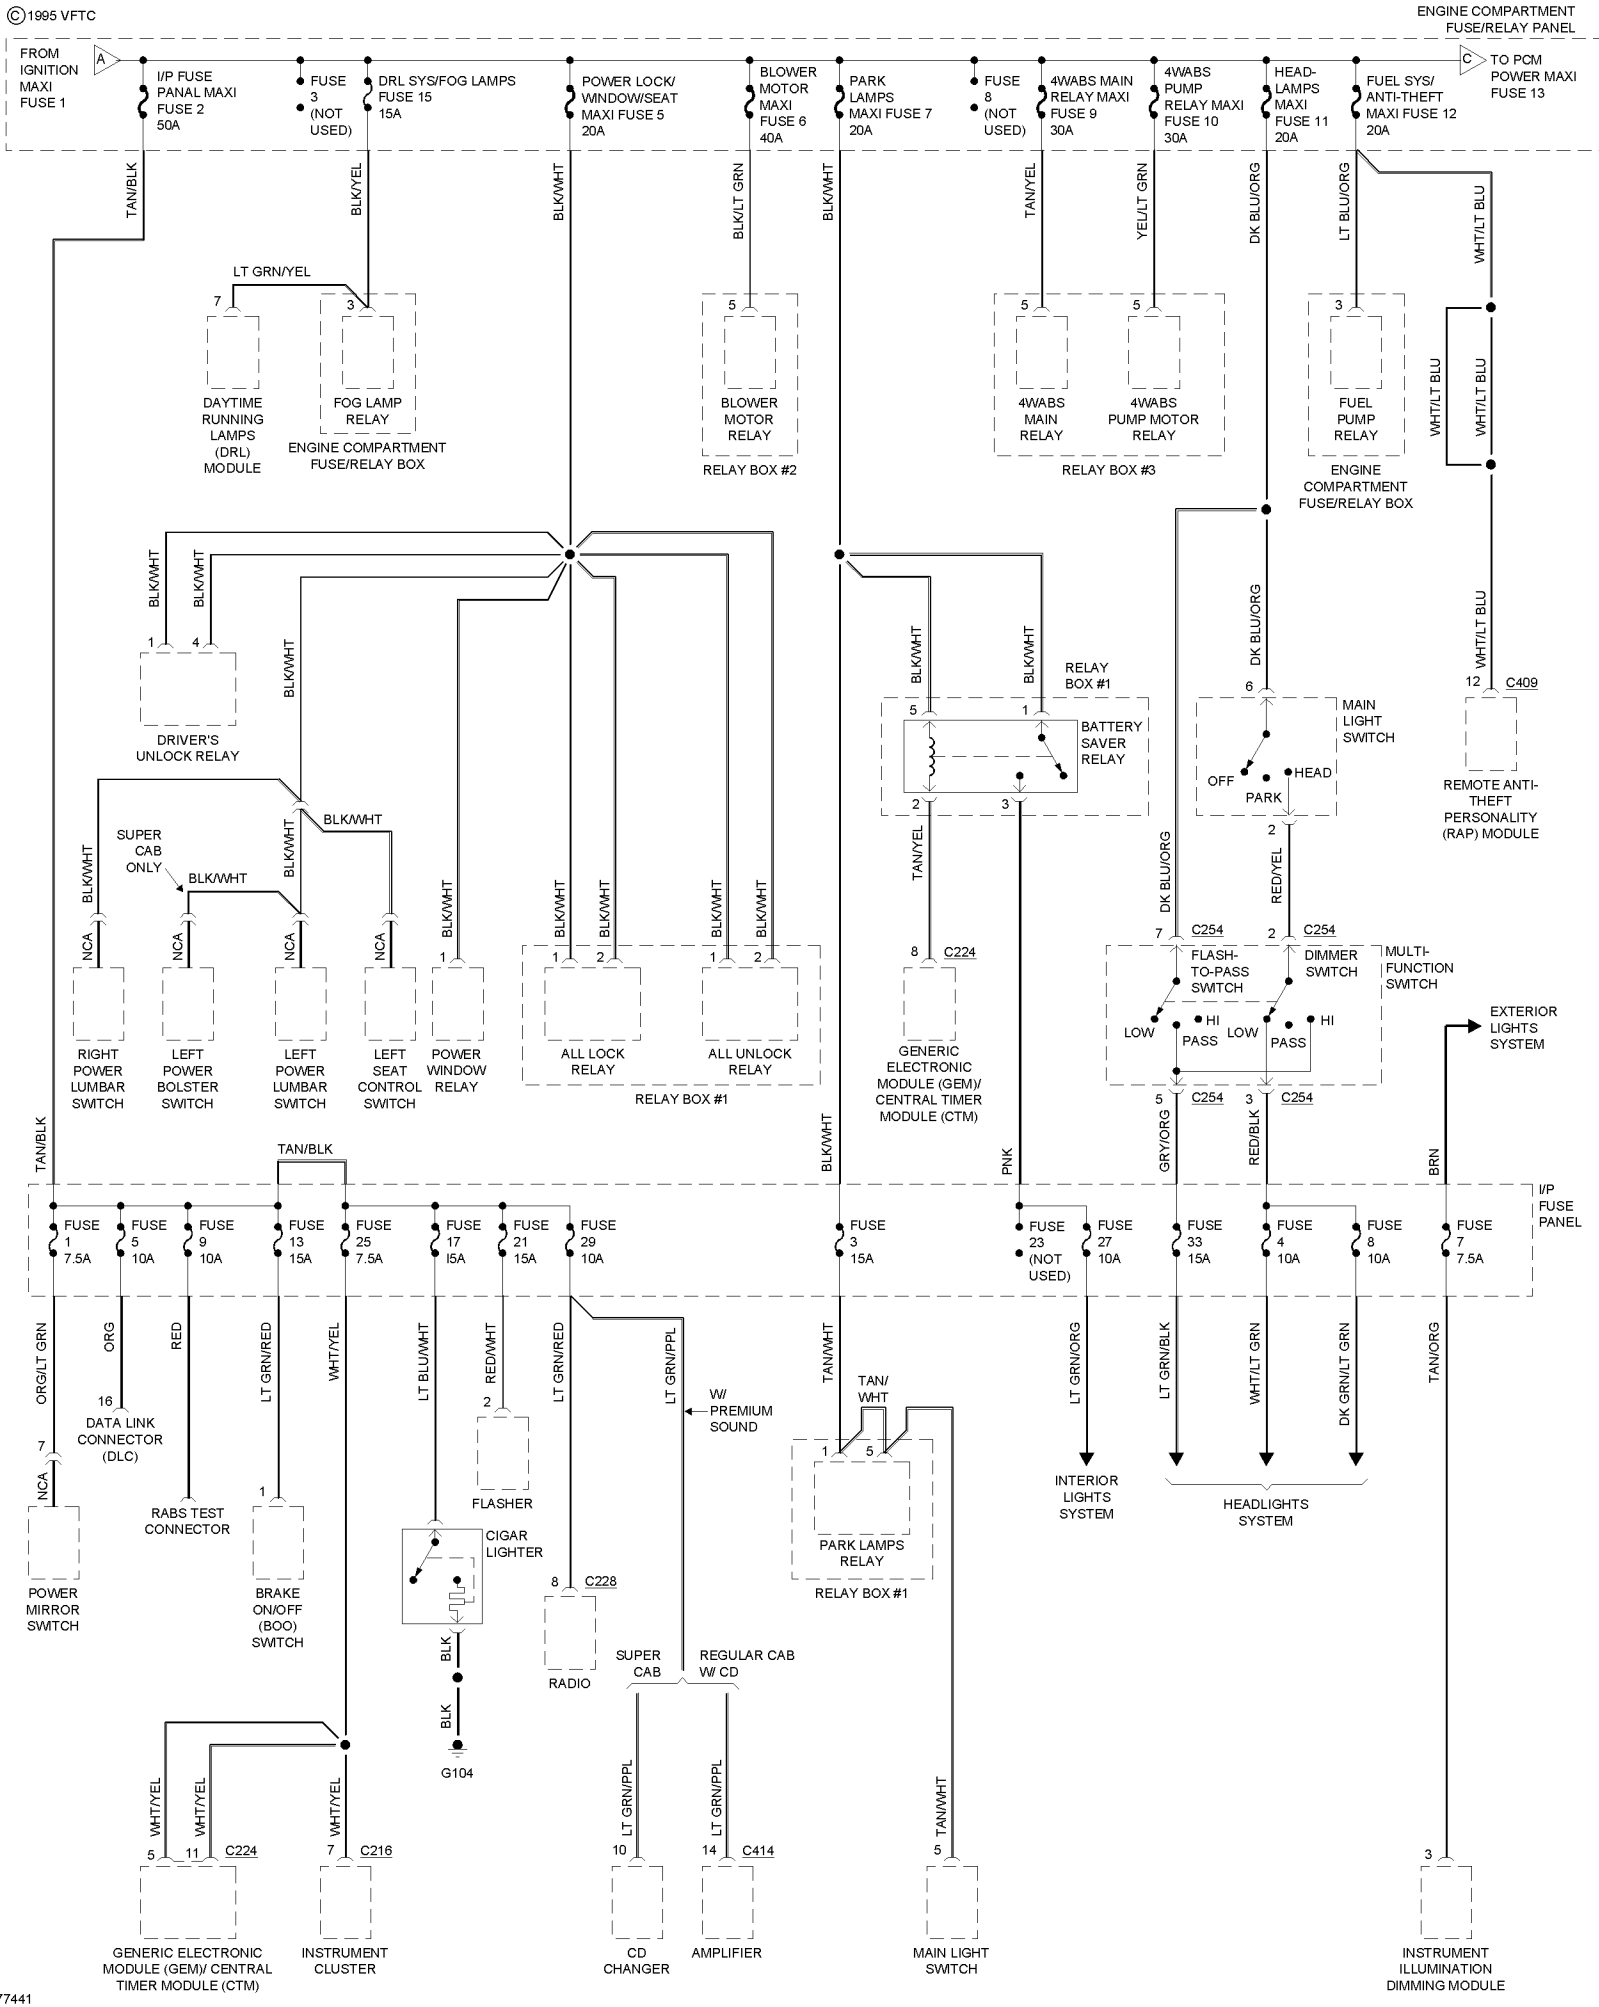 © 1995 VFTC
ENGINE COMPARTMENT
FUSE/RELAY PANEL
FROM
IGNITION
MAXI
FUSE 1
A
I/P FUSE
PANAL MAXI
FUSE 2
50A
FUSE
3
(NOT
USED)
DRL SYS/FOG LAMPS
FUSE 15
15A
POWER LOCK/
WINDOW/SEAT
MAXI FUSE 5
20A
BLOWER
MOTOR
MAXI
FUSE 6
40A
PARK
LAMPS
MAXI FUSE 7
20A
FUSE
8
(NOT
USED)
4WABS MAIN
RELAY MAXI
FUSE 9
30A
4WABS
PUMP
RELAY MAXI
FUSE 10
30A
HEAD-
LAMPS
MAXI
FUSE 11
20A
FUEL SYS/
ANTI-THEFT
MAXI FUSE 12
20A
C
TO PCM
POWER MAXI
FUSE 13
TAN/BLK
BLK/YEL
BLK/WHT
BLK/LT GRN
BLK/WHT
TAN/YEL
YEL/LT GRN
DK BLU/ORG
LT BLU/ORG
WHT/LT BLU
LT GRN/YEL
7
3
5
5
5
3
DAYTIME
RUNNING
LAMPS
(DRL)
MODULE
FOG LAMP
RELAY
ENGINE COMPARTMENT
FUSE/RELAY BOX
BLOWER
MOTOR
RELAY
RELAY BOX #2
4WABS
MAIN
RELAY
4WABS
PUMP MOTOR
RELAY
RELAY BOX #3
FUEL
PUMP
RELAY
ENGINE
COMPARTMENT
FUSE/RELAY BOX
WHT/LT BLU
WHT/LT BLU
BLK/WHT
BLK/WHT
BLK/WHT
1
4
DRIVER'S
UNLOCK RELAY
BLK/WHT
BLK/WHT
DK BLU/ORG
WHT/LT BLU
RELAY
BOX #1
5
1
BATTERY
SAVER
RELAY
2
3
6
MAIN
LIGHT
SWITCH
OFF
HEAD
PARK
2
12
C409
REMOTE ANTI-
THEFT
PERSONALITY
(RAP) MODULE
BLK/WHT
SUPER
CAB
ONLY
BLK/WHT
BLK/WHT
BLK/WHT
BLK/WHT
BLK/WHT
BLK/WHT
BLK/WHT
BLK/WHT
TAN/YEL
DK BLU/ORG
RED/YEL
NCA
NCA
NCA
NCA
1
1
2
1
2
8
C224
7
C254
2
C254
FLASH-
TO-PASS
SWITCH
DIMMER
SWITCH
MULTI-
FUNCTION
SWITCH
LOW
HI
PASS
LOW
HI
PASS
RIGHT
POWER
LUMBAR
SWITCH
LEFT
POWER
BOLSTER
SWITCH
LEFT
POWER
LUMBAR
SWITCH
LEFT
SEAT
CONTROL
SWITCH
POWER
WINDOW
RELAY
ALL LOCK
RELAY
ALL UNLOCK
RELAY
RELAY BOX #1
GENERIC
ELECTRONIC
MODULE (GEM)/
CENTRAL TIMER
MODULE (CTM)
5
C254
3
C254
EXTERIOR
LIGHTS
SYSTEM
TAN/BLK
TAN/BLK
BLK/WHT
PNK
GRY/ORG
RED/BLK
BRN
I/P
FUSE
PANEL
FUSE
1
7.5A
FUSE
5
10A
FUSE
9
10A
FUSE
13
15A
FUSE
25
7.5A
FUSE
17
I5A
FUSE
21
15A
FUSE
29
10A
FUSE
3
15A
FUSE
23
(NOT
USED)
FUSE
27
10A
FUSE
33
15A
FUSE
4
10A
FUSE
8
10A
FUSE
7
7.5A
ORG/LT GRN
ORG
RED
LT GRN/RED
WHT/YEL
LT BLU/WHT
RED/WHT
LT GRN/RED
LT GRN/PPL
TAN/WHT
LT GRN/ORG
LT GRN/BLK
WHT/LT GRN
DK GRN/LT GRN
TAN/ORG
16
DATA LINK
CONNECTOR
(DLC)
7
NCA
POWER
MIRROR
SWITCH
RABS TEST
CONNECTOR
1
BRAKE
ON/OFF
(BOO)
SWITCH
2
FLASHER
CIGAR
LIGHTER
BLK
BLK
G104
8
C228
RADIO
W/
PREMIUM
SOUND
TAN/
WHT
1
5
PARK LAMPS
RELAY
RELAY BOX #1
INTERIOR
LIGHTS
SYSTEM
HEADLIGHTS
SYSTEM
SUPER
CAB
REGULAR CAB
W/ CD
WHT/YEL
WHT/YEL
WHT/YEL
LT GRN/PPL
LT GRN/PPL
TAN/WHT
5
11
C224
7
C216
10
14
C414
5
3
GENERIC ELECTRONIC
MODULE (GEM)/ CENTRAL
TIMER MODULE (CTM)
INSTRUMENT
CLUSTER
CD
CHANGER
AMPLIFIER
MAIN LIGHT
SWITCH
INSTRUMENT
ILLUMINATION
DIMMING MODULE
77441